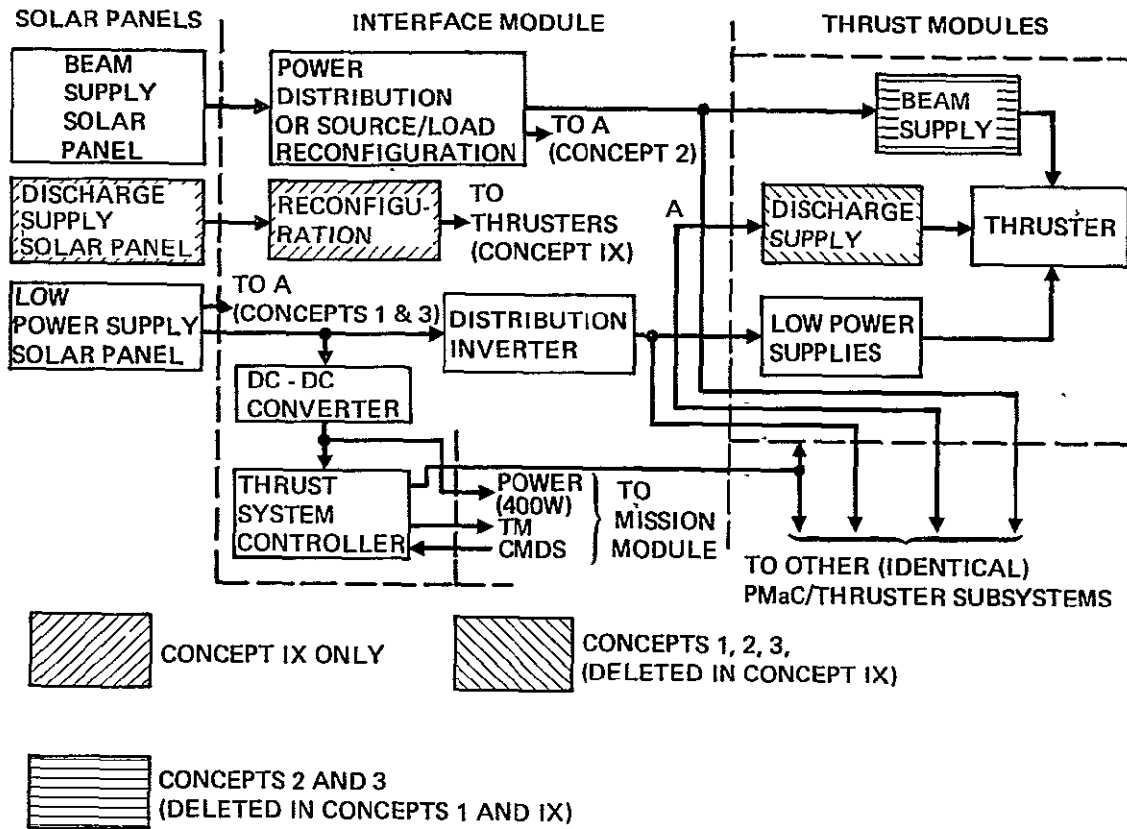 SOLAR PANELS
INTERFACE MODULE
THRUST MODULES
BEAM
SUPPLY
SOLAR
PANEL
POWER
DISTRIBUTION
OR SOURCE/LOAD
RECONFIGURATION
TO A
(CONCEPT 2)
BEAM
SUPPLY
DISCHARGE
SUPPLY
SOLAR PANEL
RECONFIGU-
RATION
TO
THRUSTERS
(CONCEPT IX)
A
DISCHARGE
SUPPLY
THRUSTER
LOW
POWER SUPPLY
SOLAR PANEL
TO A
(CONCEPTS 1 & 3)
DISTRIBUTION
INVERTER
LOW POWER
SUPPLIES
DC - DC
CONVERTER
THRUST
SYSTEM
CONTROLLER
POWER
(400W)
TM
CMDS
TO
MISSION
MODULE
TO OTHER (IDENTICAL)
PMaC/THRUSTER SUBSYSTEMS
CONCEPT IX ONLY
CONCEPTS 1, 2, 3,
(DELETED IN CONCEPT IX)
CONCEPTS 2 AND 3
(DELETED IN CONCEPTS 1 AND IX)